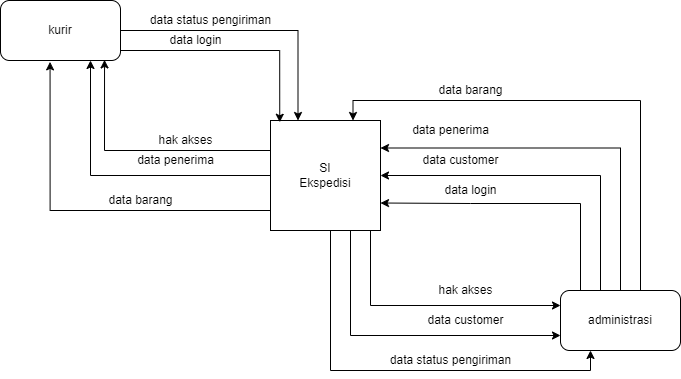 data status pengiriman
kurir
data login
data barang
data penerima
hak akses
data penerima
data customer
SI
Ekspedisi
data login
data barang
hak akses
data customer
administrasi
data status pengiriman